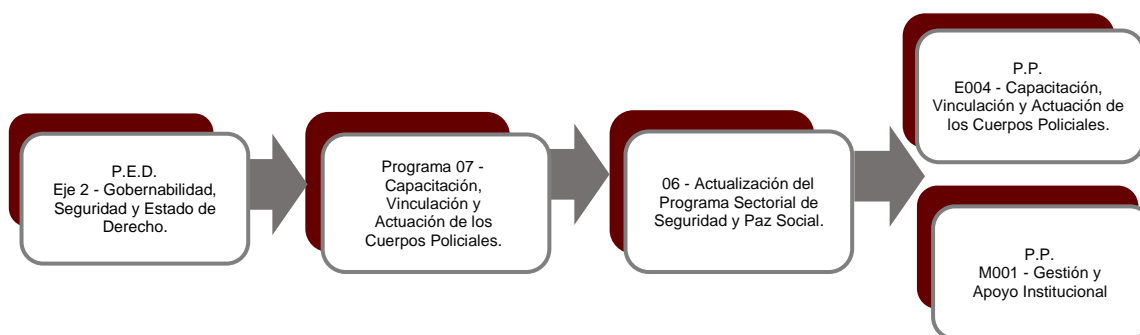 P.E.D.
Eje 2 - Gobernabilidad,
Seguridad y Estado de
Derecho.
Programa 07 -
Capacitación,
Vinculación y
Actuación de los
Cuerpos Policiales.
06 - Actualización del
Programa Sectorial de
Seguridad y Paz Social.
P.P.
E004 - Capacitación,
Vinculación y Actuación de
los Cuerpos Policiales.
P.P.
M001 - Gestión y
Apoyo Institucional